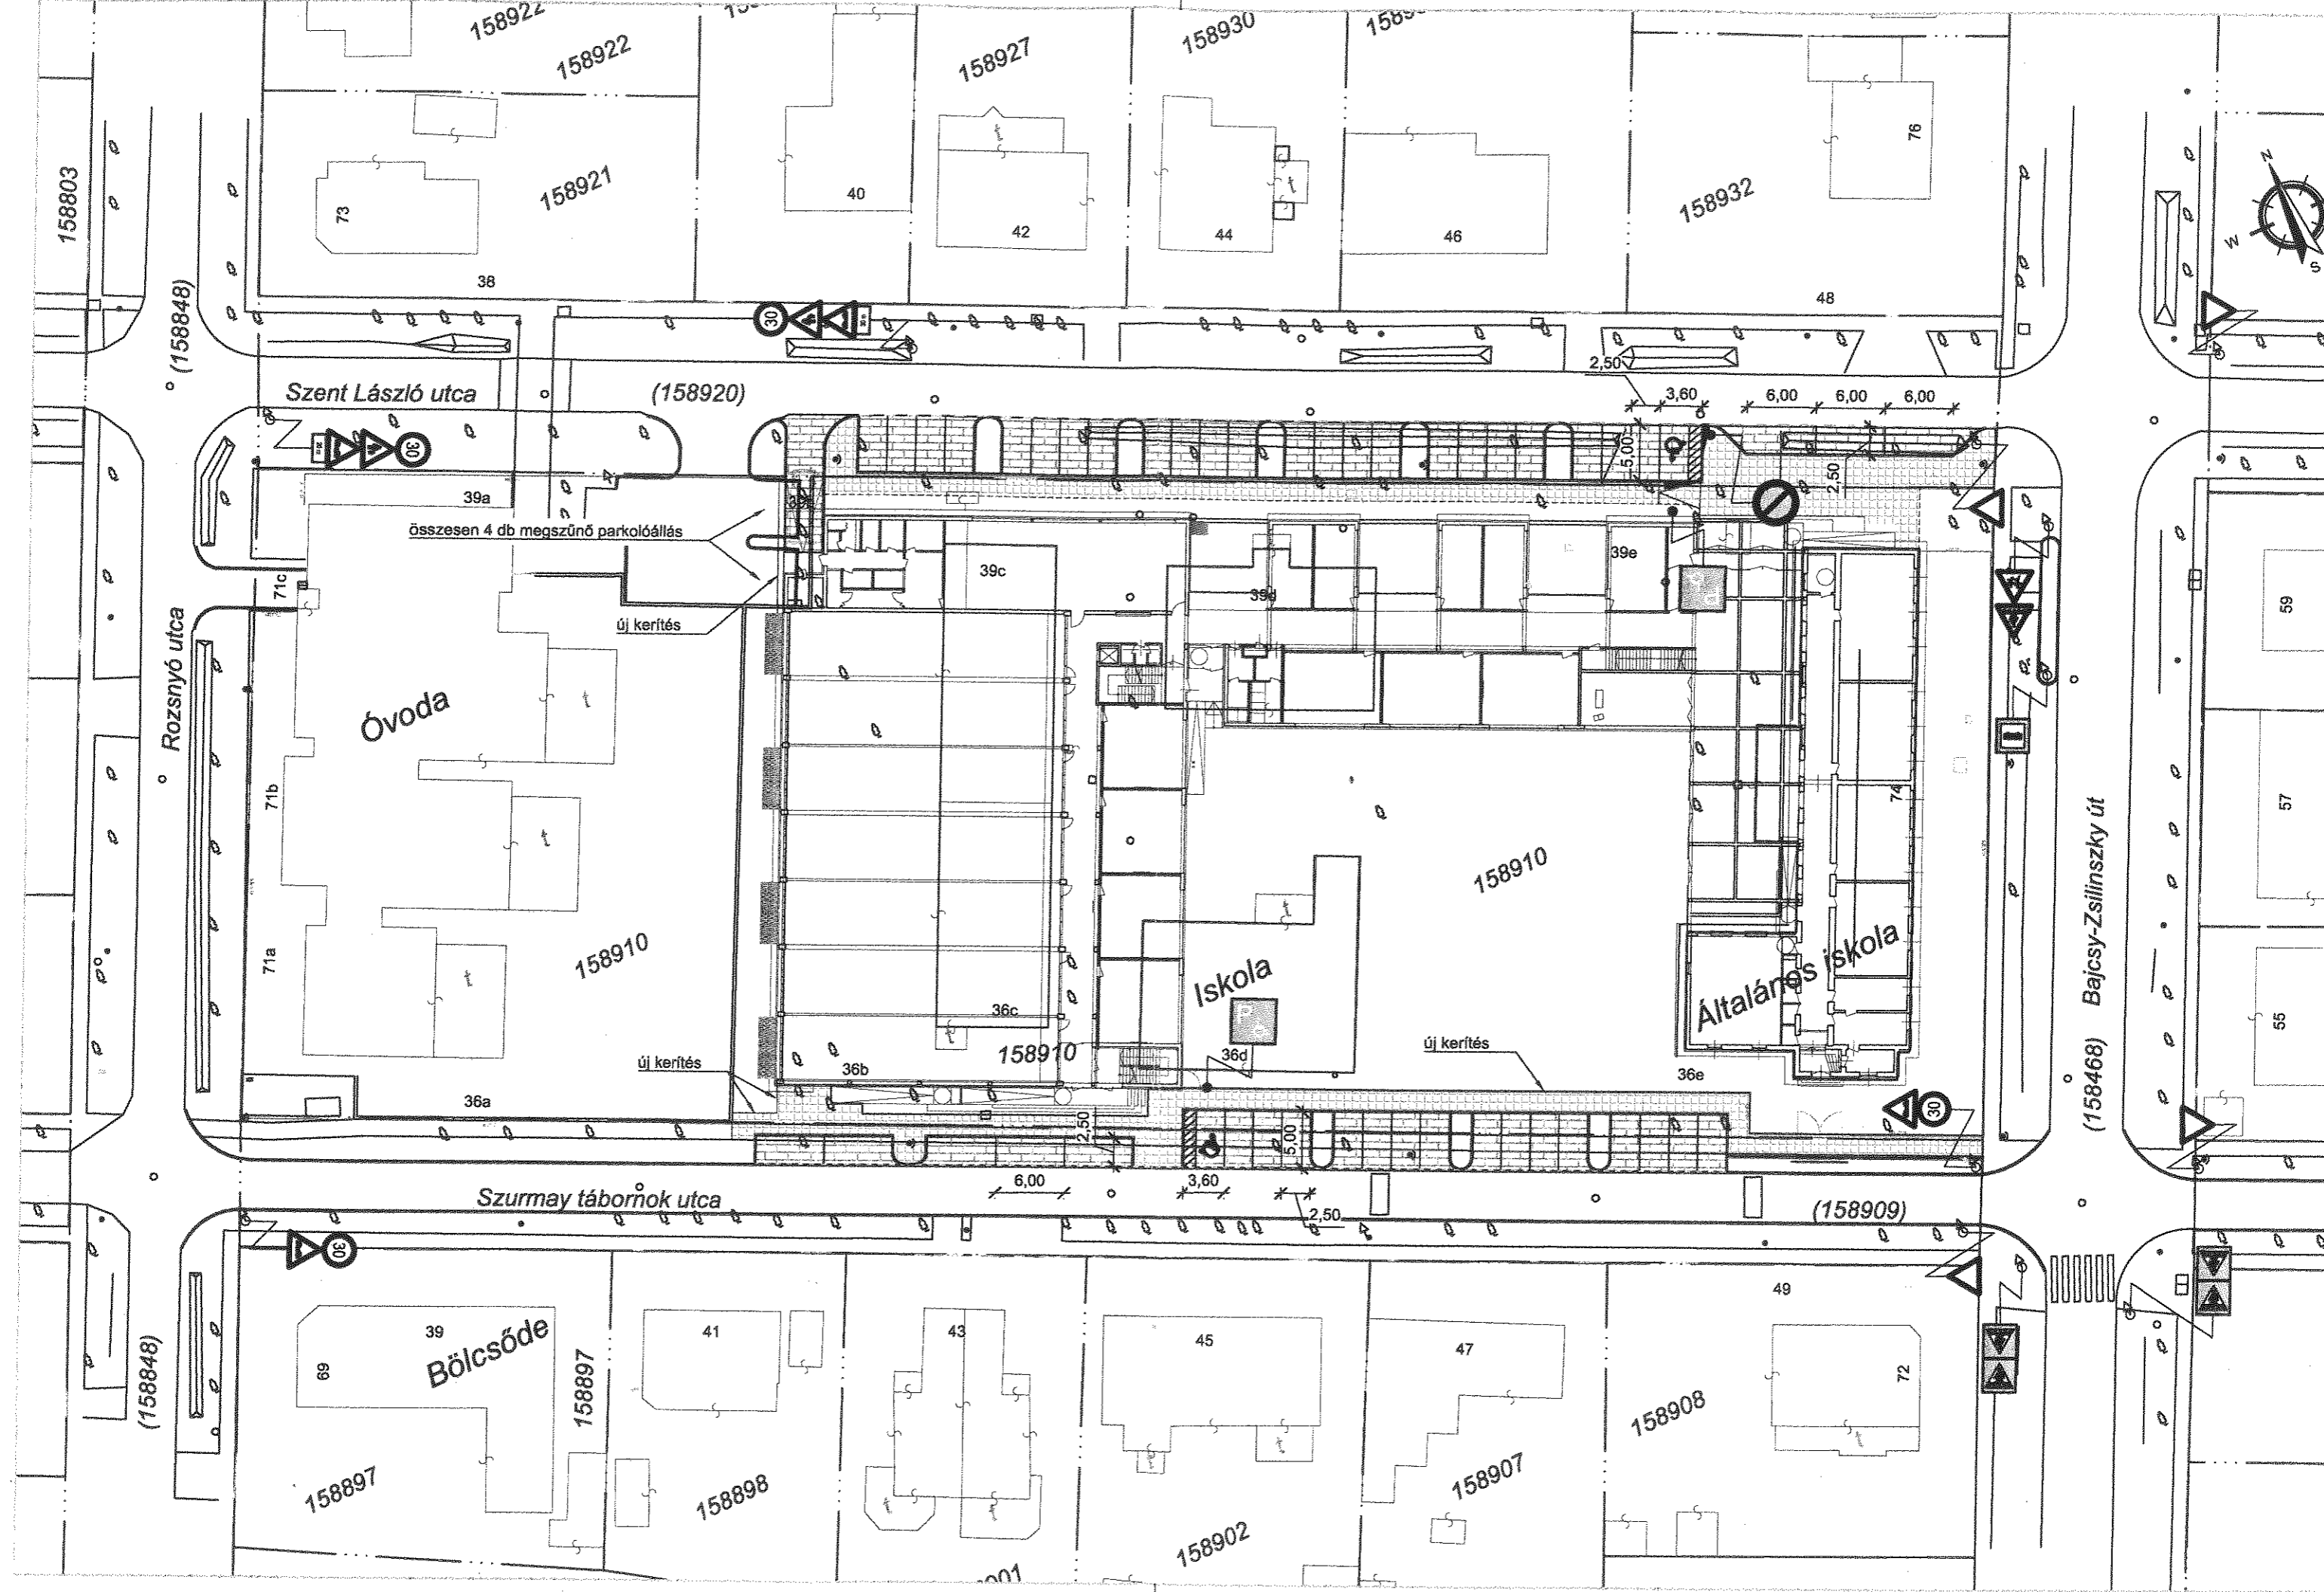 158922
158922
158927
158930
158803
158921
73
40
42
44
46
76
158932
N
W
S
38
48
(158848)
30
2,50
Szent László utca
(158920)
3,60
6,00
6,00
6,00
30
5,00
2,50
39a
összesen 4 db megszűnő parkolóállás
39c
39d
39e
71c
új kerítés
59
Rozsnyó utca
Óvoda
71b
74
57
Bajcsy-Zsilinszky út
158910
158910
71a
Iskola
Általános iskola
36c
158910
36b
36d
új kerítés
új kerítés
36e
55
(158468)
36a
30
2,50
5,00
Szurmay tábornok utca
6,00
3,60
2,50
(158909)
30
49
39
41
43
45
47
69
Bölcsőde
72
158897
(158848)
158897
158898
158902
158907
158908